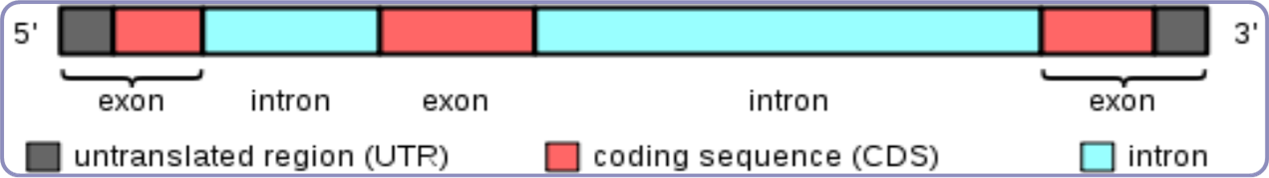 5' 3'
exon intron exon intron exon
untranslated region (UTR) coding sequence (CDS) intron